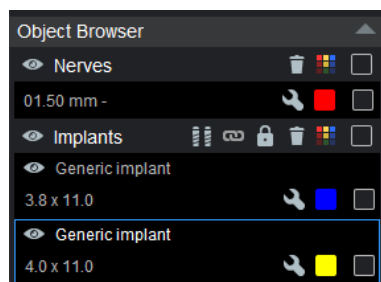 Object Browser
Nerves
01.50 mm -
Implants
Generic implant
3.8 x 11.0
Generic implant
4.0 x 11.0